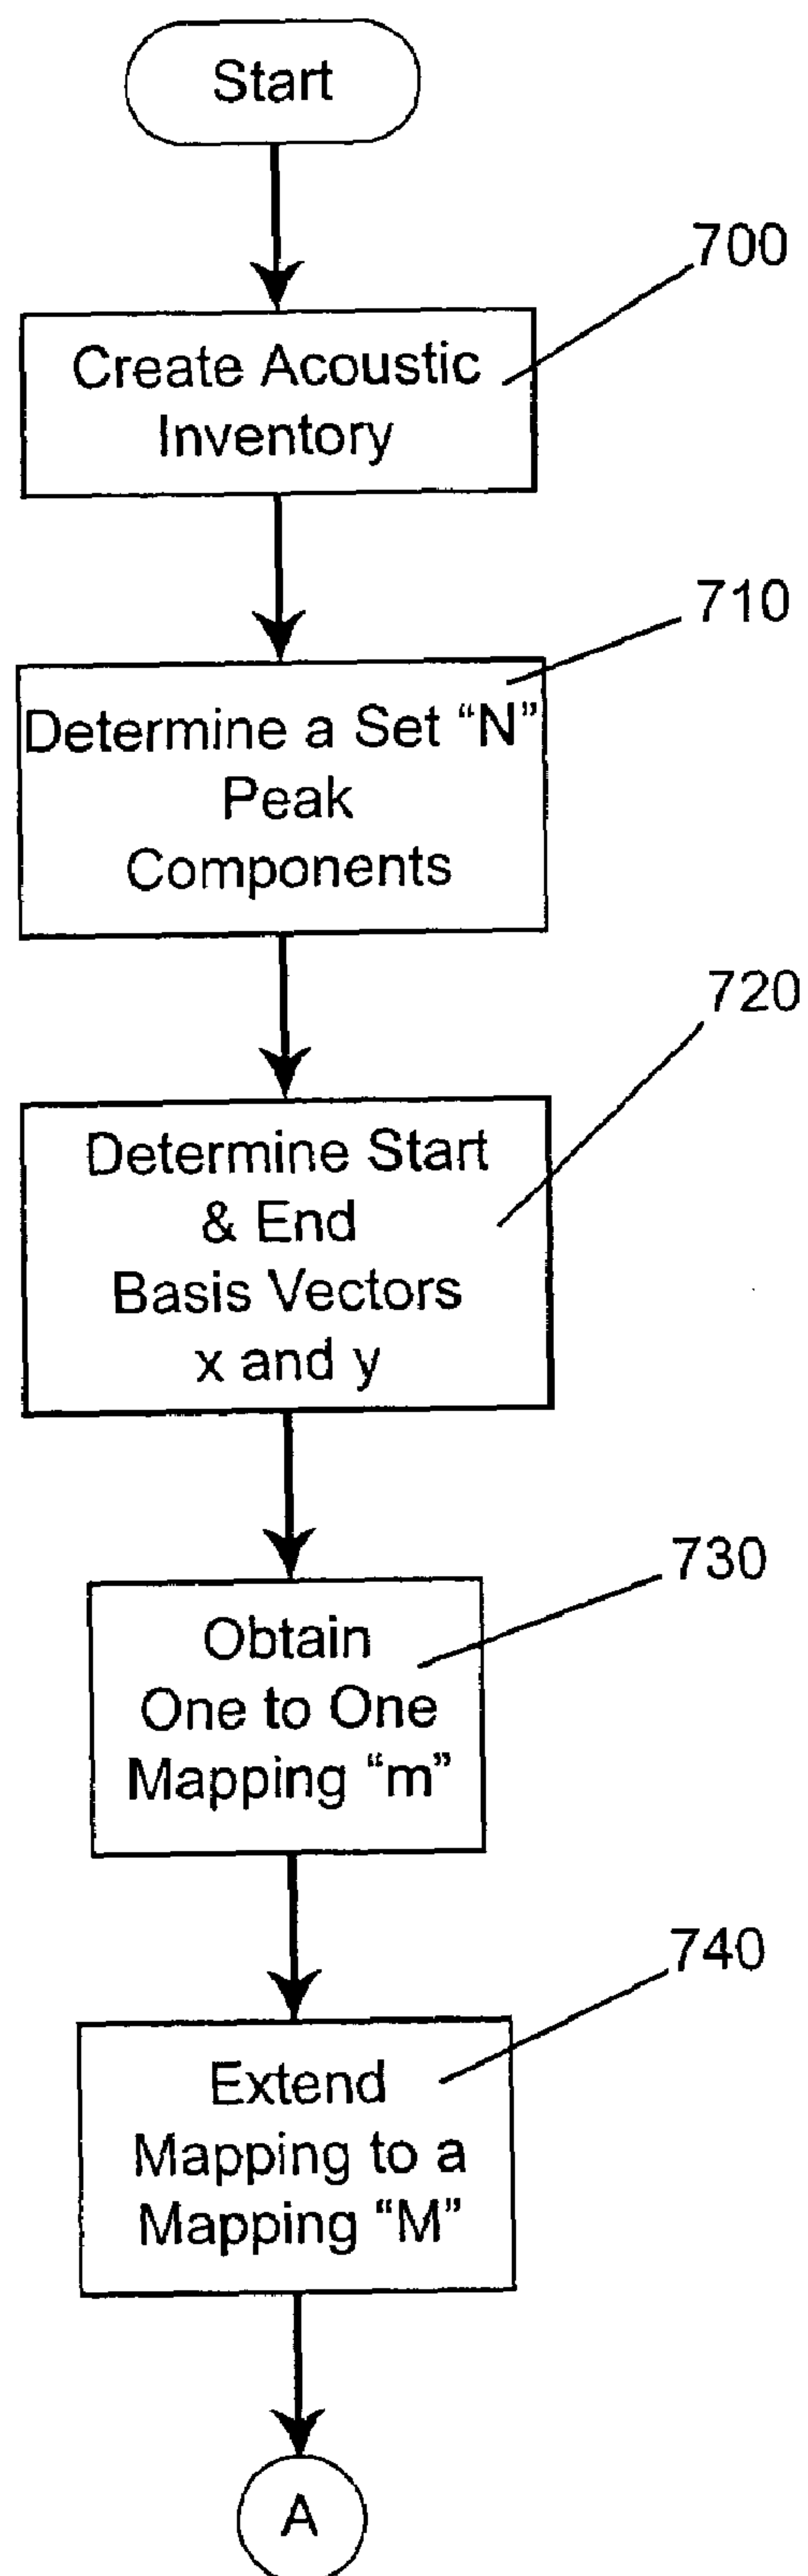 Start
700
Create Acoustic
Inventory
710
Determine a Set “N”
Peak
Components
720
Determine Start
& End
Basis Vectors
x and y
730
Obtain
One to One
Mapping “m”
740
Extend
Mapping to a
Mapping “M”
A